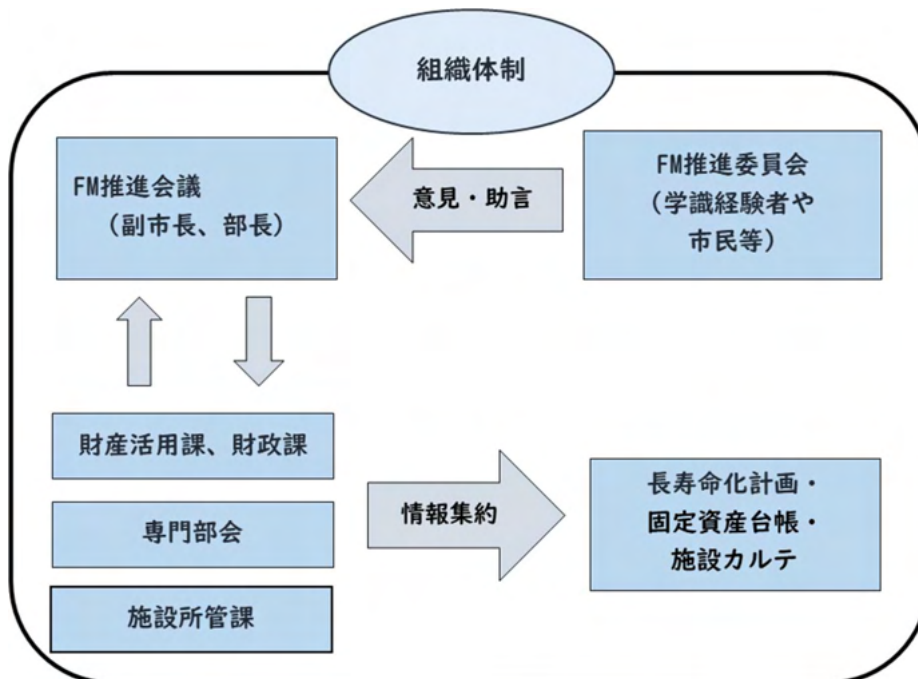 組織体制
FM推進会議
（副市長、部長）
意見・助言
FM推進委員会
（学識経験者や
市民等）
財産活用課、財政課
専門部会
施設所管課
情報集約
長寿命化計画・
固定資産台帳・
施設カルテ